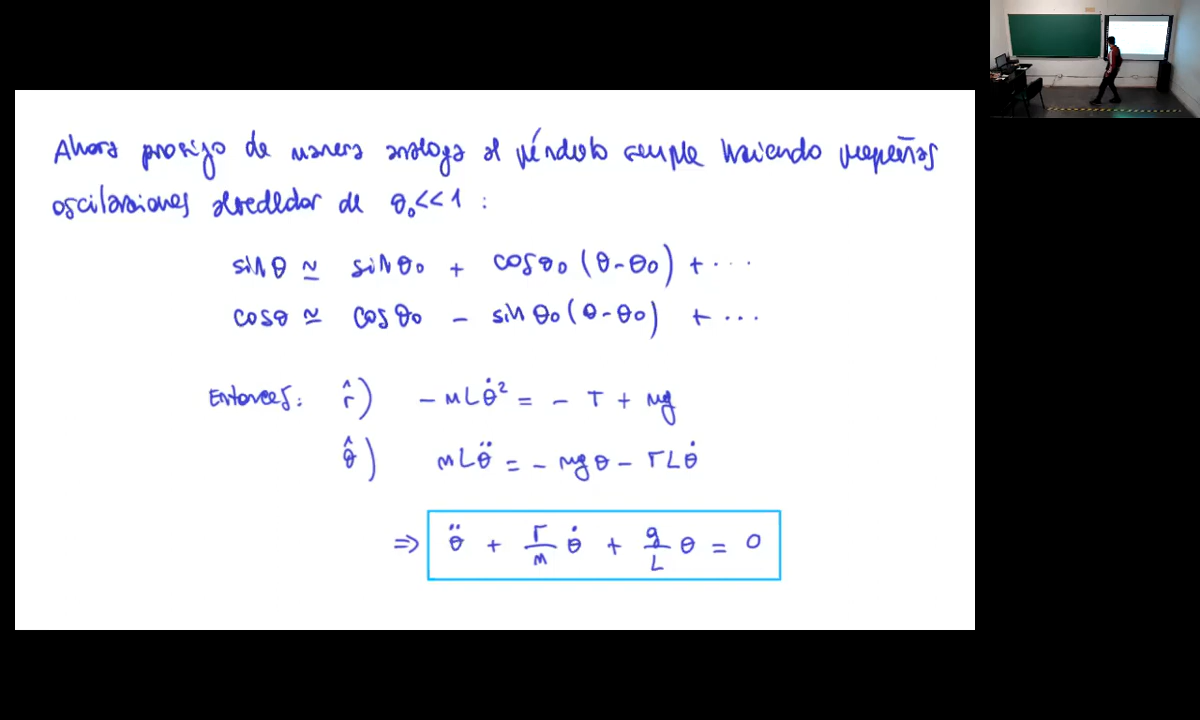 Ahora prosigo de manera análoga al péndulo simple haciendo pequeñas
oscilaciones alrededor de θ₀<<1 :
sin θ ≃ sin θ₀ + cos θ₀ (θ-θ₀) + ···
cos θ ≃ cos θ₀ - sin θ₀ (θ-θ₀) + ···
Entonces: r̂) - mLθ̇² = - T + mg
θ̂) mLθ̈ = - mgθ - ΓLθ̇
⇒ θ̈ + Γ/m θ̇ + g/L θ = 0